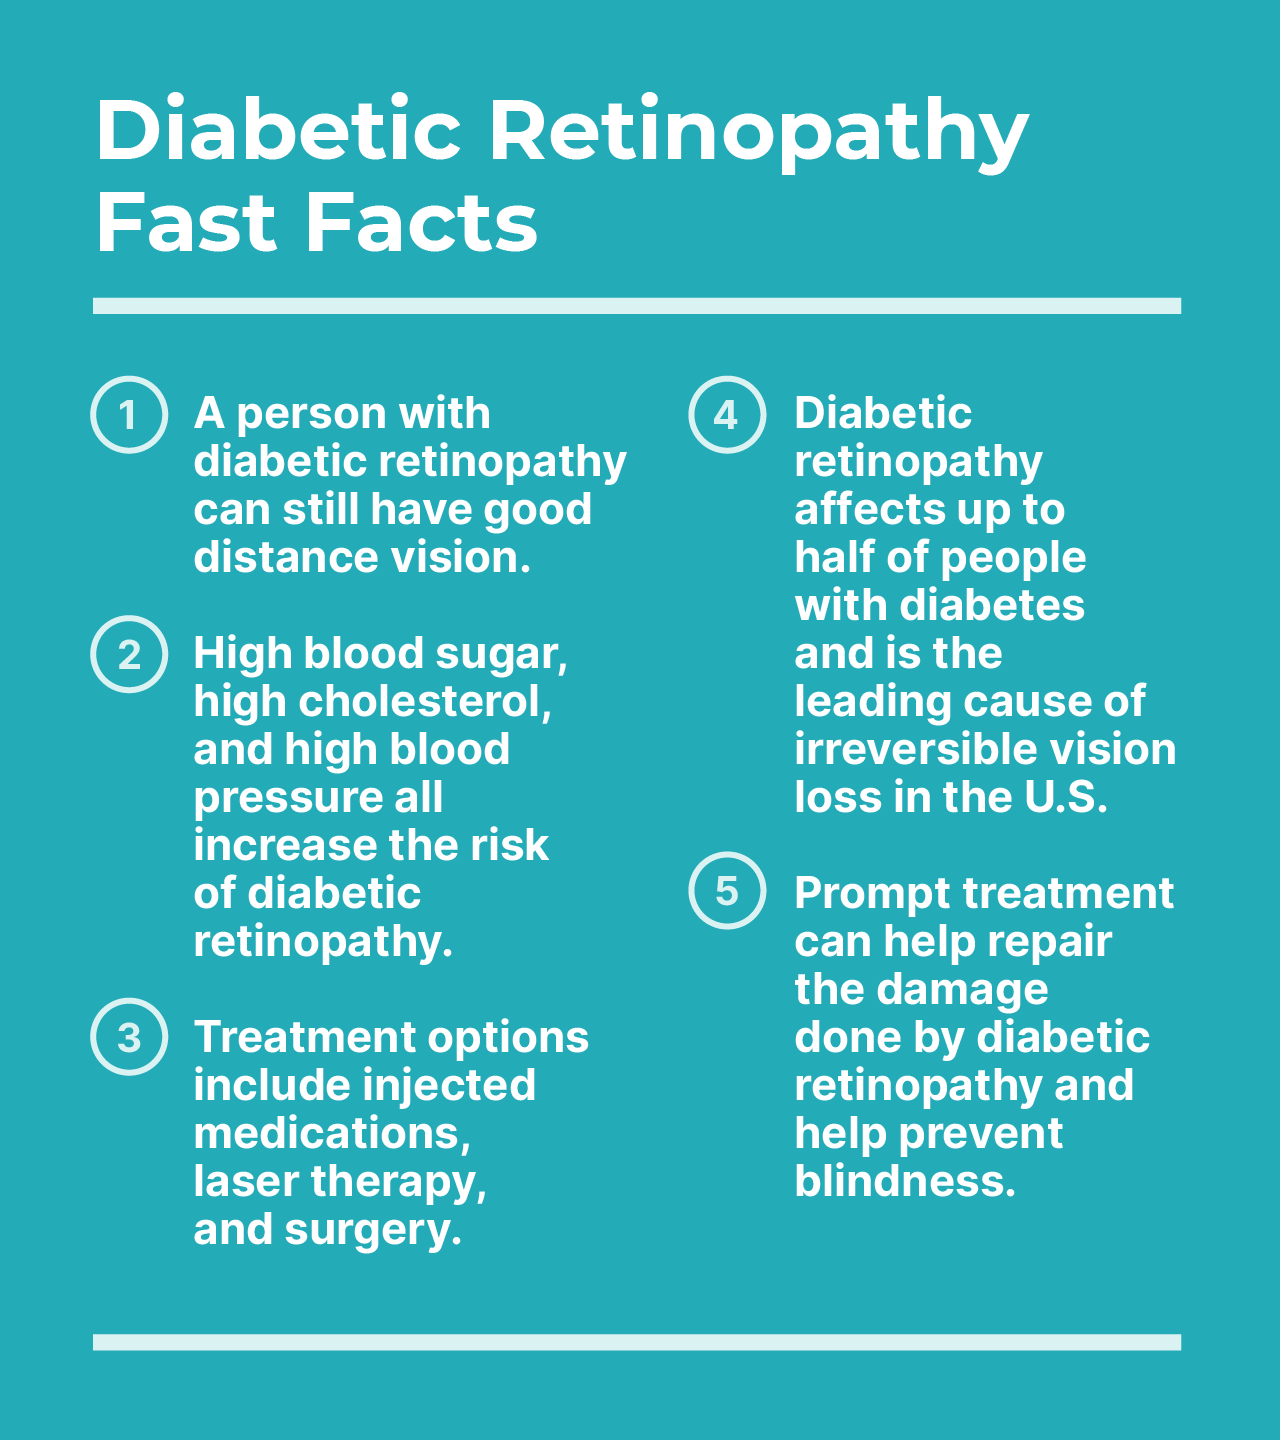 Diabetic Retinopathy
Fast Facts
1
A person with
diabetic retinopathy
can still have good
distance vision.
2
High blood sugar,
high cholesterol,
and high blood
pressure all
increase the risk
of diabetic
retinopathy.
3
Treatment options
include injected
medications,
laser therapy,
and surgery.
4
Diabetic
retinopathy
affects up to
half of people
with diabetes
and is the
leading cause of
irreversible vision
loss in the U.S.
5
Prompt treatment
can help repair
the damage
done by diabetic
retinopathy and
help prevent
blindness.